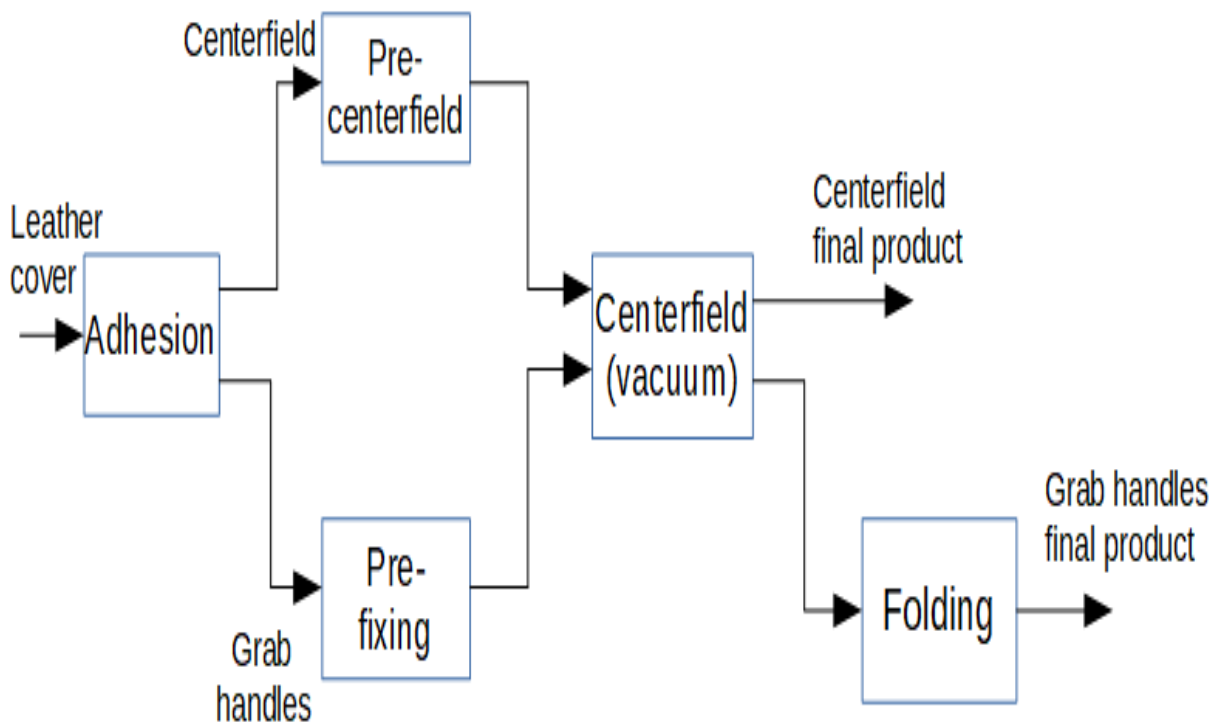 Centerfield
Pre-
centerfield
Leather
cover
Adhesion
Centerfield
final product
Centerfield
(vacuum)
Grab
handles
Pre-
fixing
Folding
Grab handles
final product